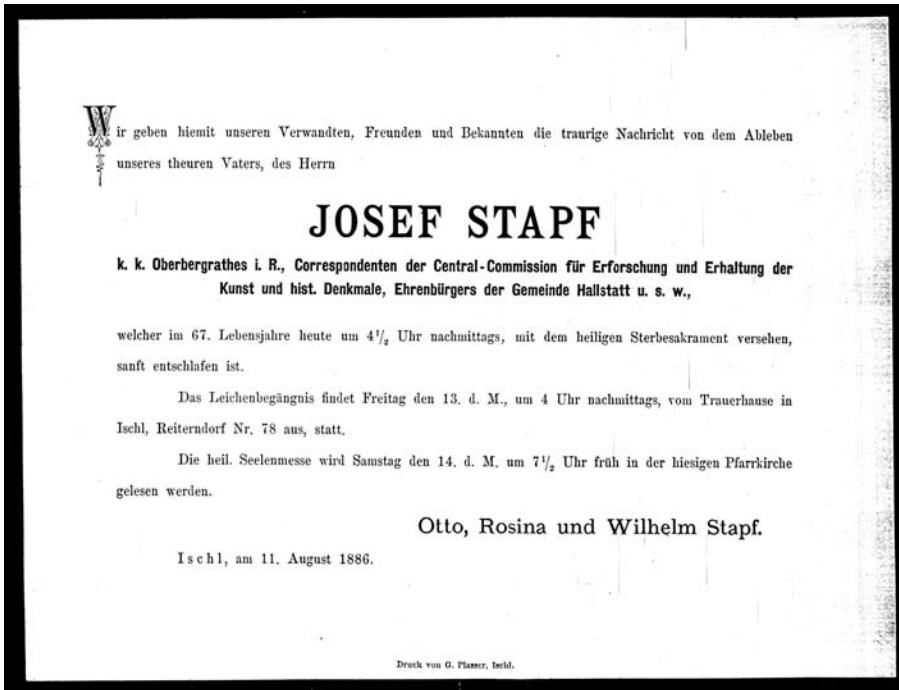 Wir geben hiemit unseren Verwandten, Freunden und Bekannten die traurige Nachricht von dem Ableben
unseres theuren Vaters, des Herrn
JOSEF STAPF
k. k. Oberbergrathes i. R., Correspondenten der Central-Commission für Erforschung und Erhaltung der
Kunst und hist. Denkmale, Ehrenbürgers der Gemeinde Hallstatt u. s. w.,
welcher im 67. Lebensjahre heute um 4 1/2 Uhr nachmittags, mit dem heiligen Sterbesakrament versehen,
sanft entschlafen ist.
Das Leichenbegängnis findet Freitag den 13. d. M., um 4 Uhr nachmittags, vom Trauerhause in
Ischl, Reiterndorf Nr. 78 aus, statt.
Die heil. Seelenmesse wird Samstag den 14. d. M. um 7 1/2 Uhr früh in der hiesigen Pfarrkirche
gelesen werden.
Otto, Rosina und Wilhelm Stapf.
Ischl, am 11. August 1886.
Druck von G. Plasser, Ischl.